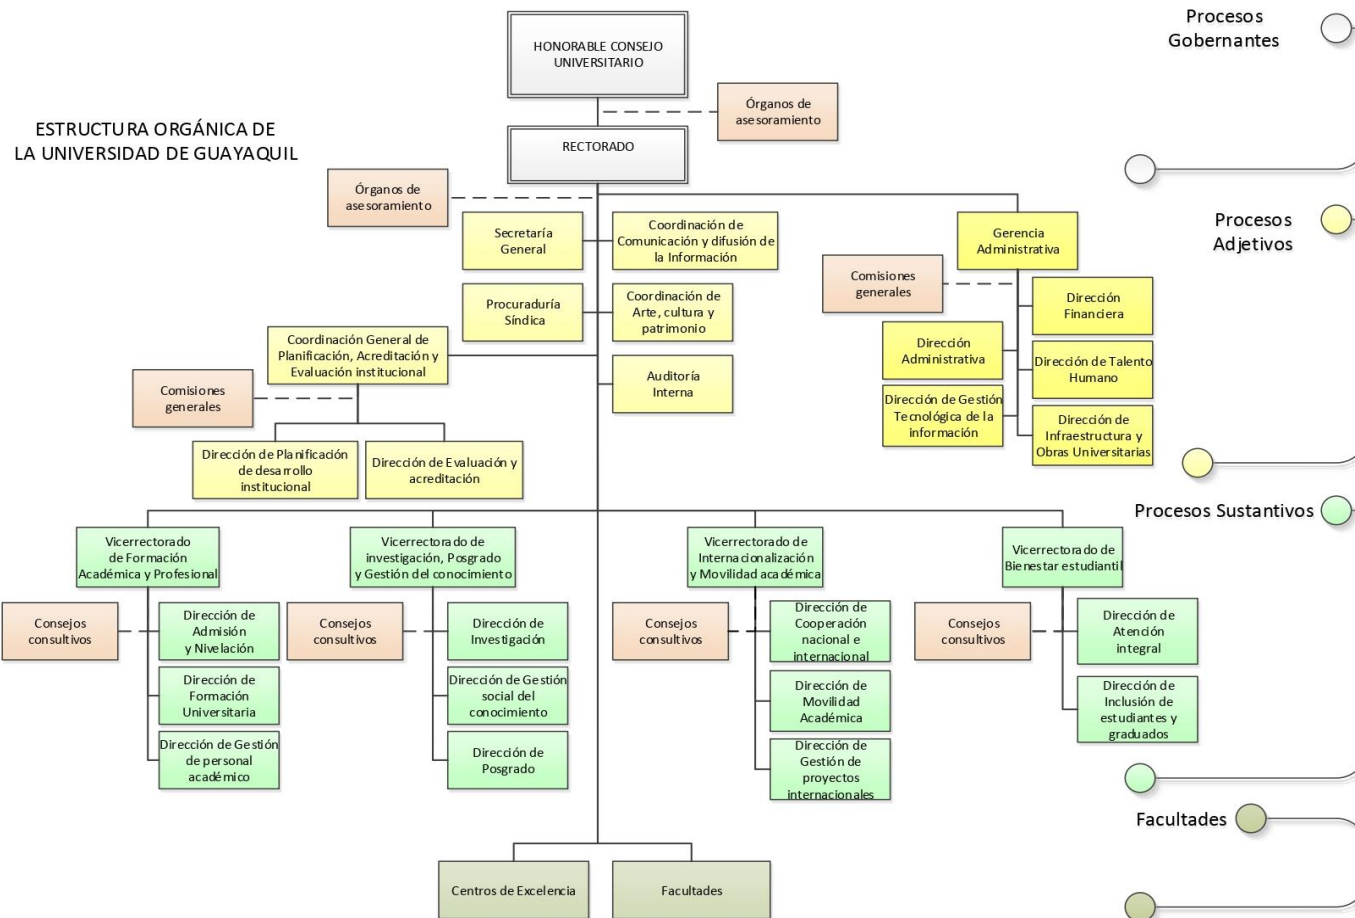 Procesos
Gobernantes
HONORABLE CONSEJO
UNIVERSITARIO
Órganos de
asesoramiento
ESTRUCTURA ORGÁNICA DE
LA UNIVERSIDAD DE GUAYAQUIL
RECTORADO
Órganos de
asesoramiento
Procesos
Adjetivos
Secretaría
General
Coordinación de
Comunicación y difusión de
la Información
Gerencia
Administrativa
Comisiones
generales
Procuraduría
Síndica
Coordinación de
Arte, cultura y
patrimonio
Dirección
Financiera
Coordinación General de
Planificación, Acreditación y
Evaluación institucional
Dirección
Administrativa
Dirección de Talento
Humano
Comisiones
generales
Auditoría
Interna
Dirección de Gestión
Tecnológica de la
información
Dirección de
Infraestructura y
Obras Universitarias
Dirección de Planificación
de desarrollo
institucional
Dirección de Evaluación y
acreditación
Procesos Sustantivos
Vicerrectorado
de Formación
Académica y Profesional
Vicerrectorado de
investigación, Posgrado
y Gestión del conocimiento
Vicerrectorado de
Internacionalización
y Movilidad académica
Vicerrectorado de
Bienestar estudiantil
Consejos
consultivos
Dirección de
Admisión
y Nivelación
Consejos
consultivos
Dirección de
Investigación
Consejos
consultivos
Dirección de
Cooperación
nacional e
internacional
Consejos
consultivos
Dirección de
Atención
integral
Dirección de
Formación
Universitaria
Dirección de Gestión
social del
conocimiento
Dirección de
Movilidad
Académica
Dirección de
Inclusión de
estudiantes y
graduados
Dirección de Gestión
de personal
académico
Dirección de
Posgrado
Dirección de
Gestión de
proyectos
internacionales
Facultades
Centros de Excelencia
Facultades